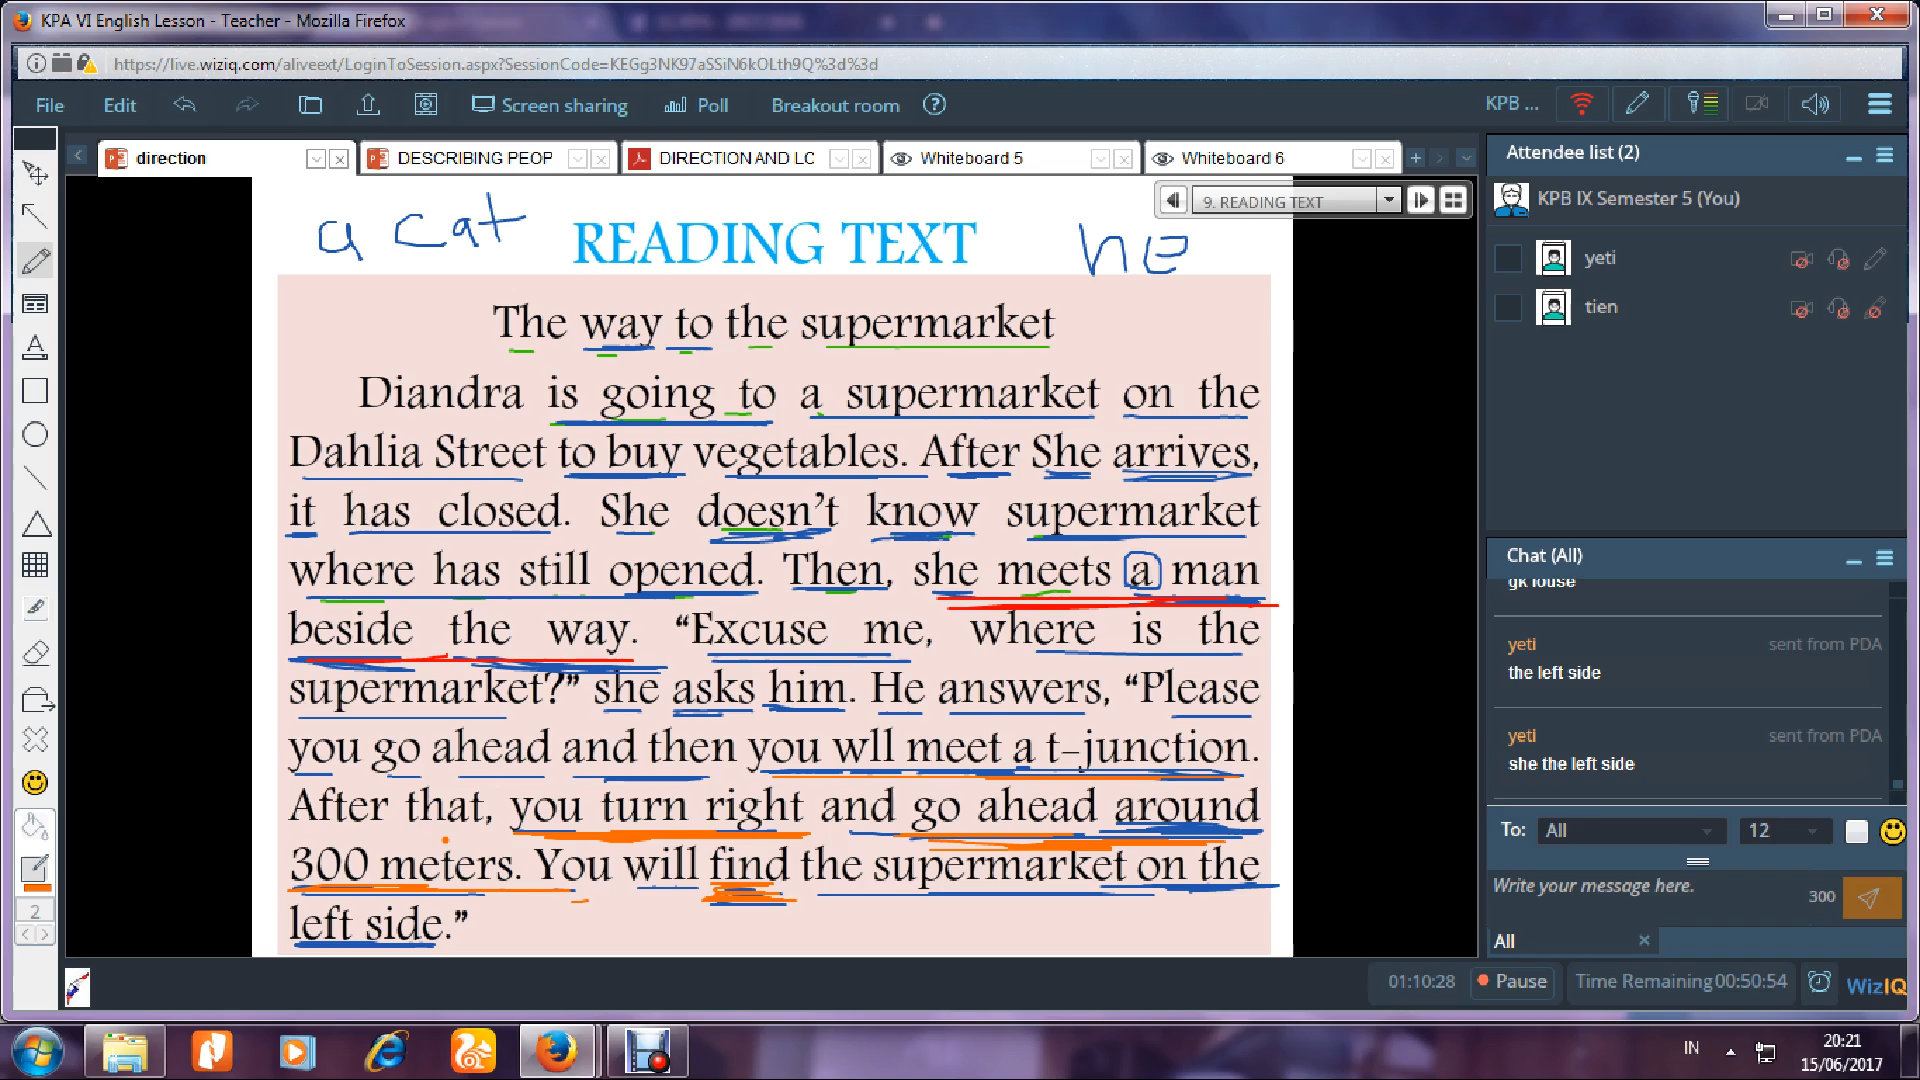 KPA VI English Lesson - Teacher - Mozilla Firefox
https://live.wiziq.com/aliveext/LoginToSession.aspx?SessionCode=KEGg3NK97aSSiN6kOLth9Q%3d%3d
File Edit Screen sharing Poll Breakout room KPB ...
direction DESCRIBING PEOP DIRECTION AND LC Whiteboard 5 Whiteboard 6
9. READING TEXT
a cat READING TEXT he
The way to the supermarket
Diandra is going to a supermarket on the
Dahlia Street to buy vegetables. After She arrives,
it has closed. She doesn't know supermarket
where has still opened. Then, she meets a man
beside the way. “Excuse me, where is the
supermarket?” she asks him. He answers, “Please
you go ahead and then you wll meet a t-junction.
After that, you turn right and go ahead around
300 meters. You will find the supermarket on the
left side.”
2
Attendee list (2)
KPB IX Semester 5 (You)
yeti
tien
Chat (All)
gk louse
yeti sent from PDA
the left side
yeti sent from PDA
she the left side
To: All 12
Write your message here. 300
All
01:10:28 Pause Time Remaining 00:50:54 WizIQ
IN 20:21
15/06/2017